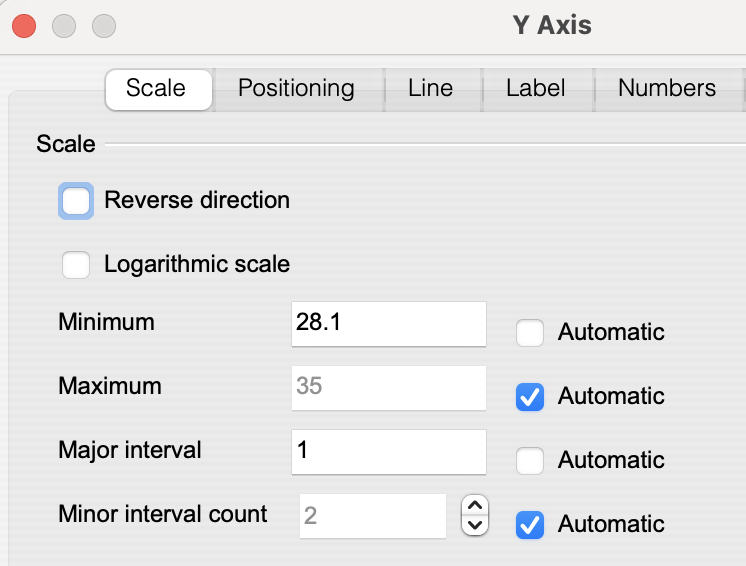 Y Axis
Scale Positioning Line Label Numbers
Scale
Reverse direction
Logarithmic scale
Minimum 28.1 Automatic
Maximum 35 Automatic
Major interval 1 Automatic
Minor interval count 2 Automatic